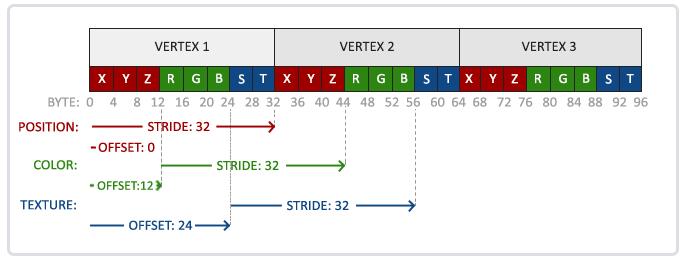 VERTEX 1 VERTEX 2 VERTEX 3
X Y Z R G B S T X Y Z R G B S T X Y Z R G B S T
BYTE: 0 4 8 12 16 20 24 28 32 36 40 44 48 52 56 60 64 68 72 76 80 84 88 92 96
POSITION: STRIDE: 32
OFFSET: 0
COLOR: STRIDE: 32
OFFSET:12
TEXTURE: STRIDE: 32
OFFSET: 24